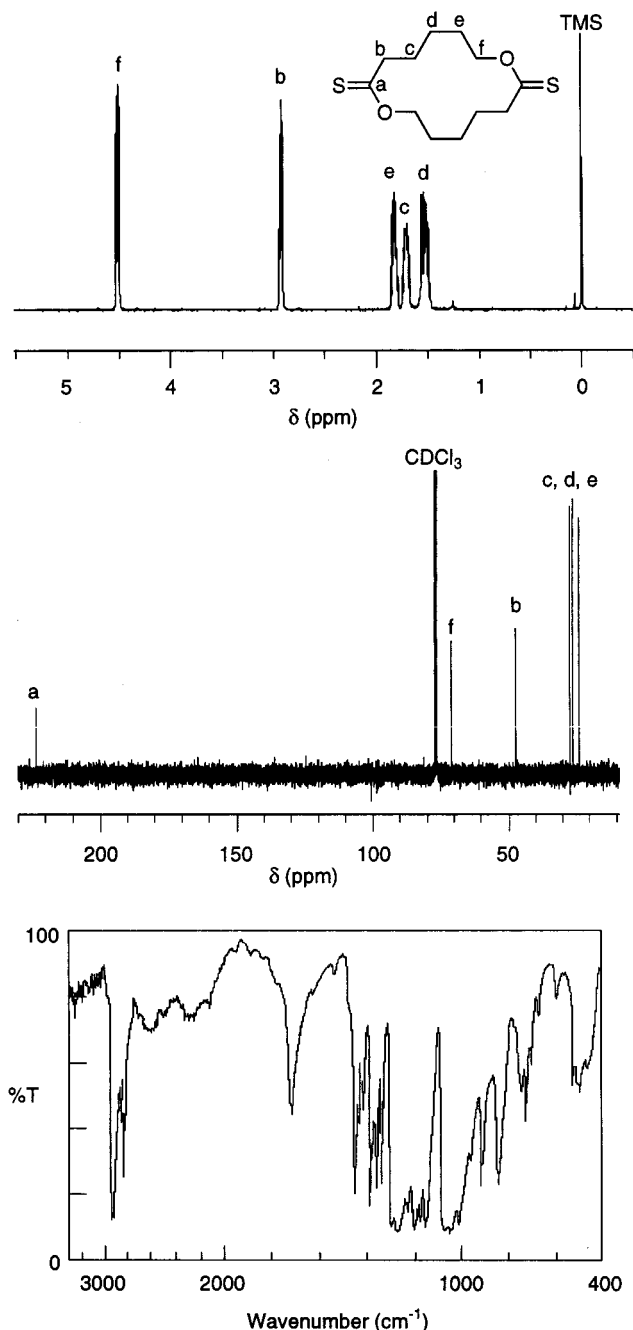 TMS
d e
b c f
f b
O
S a S
O
e d
c
5 4 3 2 1 0
δ (ppm)
CDCl₃
c, d, e
b
f
a
200 150 100 50
δ (ppm)
100
%T
0
3000 2000 1000 400
Wavenumber (cm⁻¹)